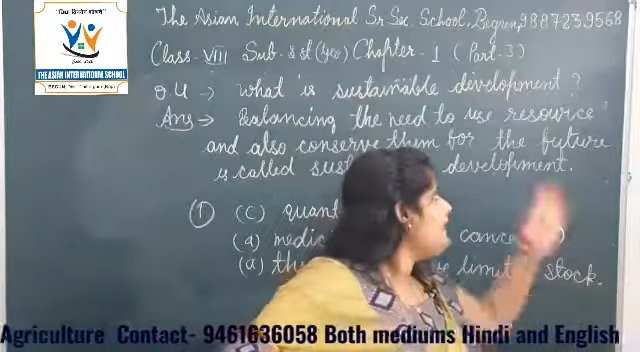 The Asian International Sr Sec School, Begun, 9887239568
Class-VIII Sub-S st (Geo) Chapter-1 (Part-3)
Q.4 → what is sustainable development?
Ans → Balancing the need to use resource
and also conserve them for the future
is called development.
① (C)
(a)
(a) stock.
THE ASIAN INTERNATIONAL SCHOOL
Agriculture Contact- 9461636058 Both mediums Hindi and English